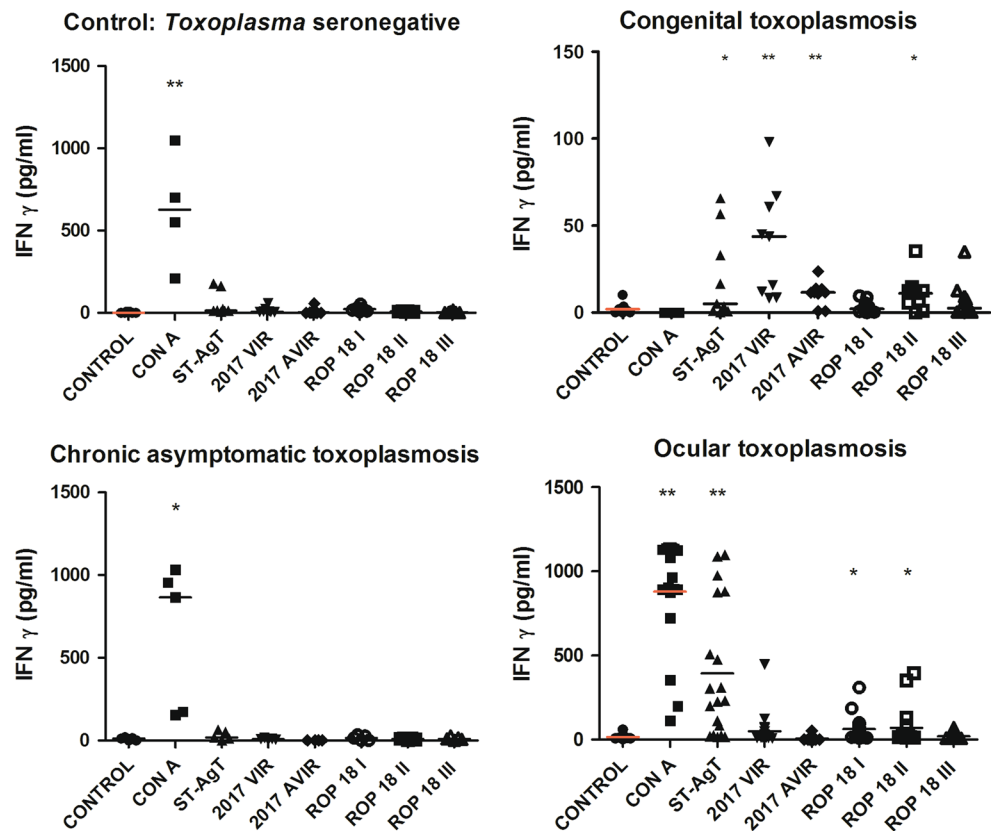 Control: Toxoplasma seronegative
IFN γ (pg/ml)
1500
1000
500
0
**
CONTROL
CON A
ST-AgT
2017 VIR
2017 AVIR
ROP 18 I
ROP 18 II
ROP 18 III
Congenital toxoplasmosis
IFN γ (pg/ml)
150
100
50
0
* ** ** *
CONTROL
CON A
ST-AgT
2017 VIR
2017 AVIR
ROP 18 I
ROP 18 II
ROP 18 III
Chronic asymptomatic toxoplasmosis
IFN γ (pg/ml)
1500
1000
500
0
*
CONTROL
CON A
ST-AgT
2017 VIR
2017 AVIR
ROP 18 I
ROP 18 II
ROP 18 III
Ocular toxoplasmosis
IFN γ (pg/ml)
1500
1000
500
0
** **
* *
CONTROL
CON A
ST-AgT
2017 VIR
2017 AVIR
ROP 18 I
ROP 18 II
ROP 18 III